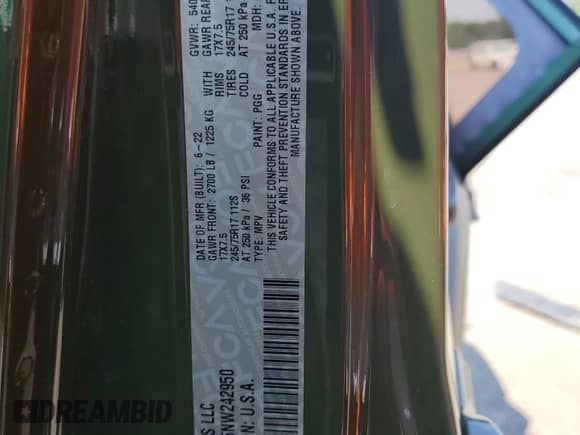 S LLC
DATE OF MFR (BUILT): 6-22
GVWR: 540
GAWR FRONT: 2700 LB / 1225 KG
WITH
GAWR REAR
17X7.5
RIMS
17X7.5
245/75R17 112S
TIRES
245/75R17 112
AT 250 kPa / 36 PSI
COLD
AT 250 kPa
TYPE: MPV
PAINT: PGG
MDH:
THIS VEHICLE CONFORMS TO ALL APPLICABLE U.S.A. F
SAFETY AND THEFT PREVENTION STANDARDS IN EF
MANUFACTURE SHOWN ABOVE.
NW242950
N: U.S.A.
DREAMBID